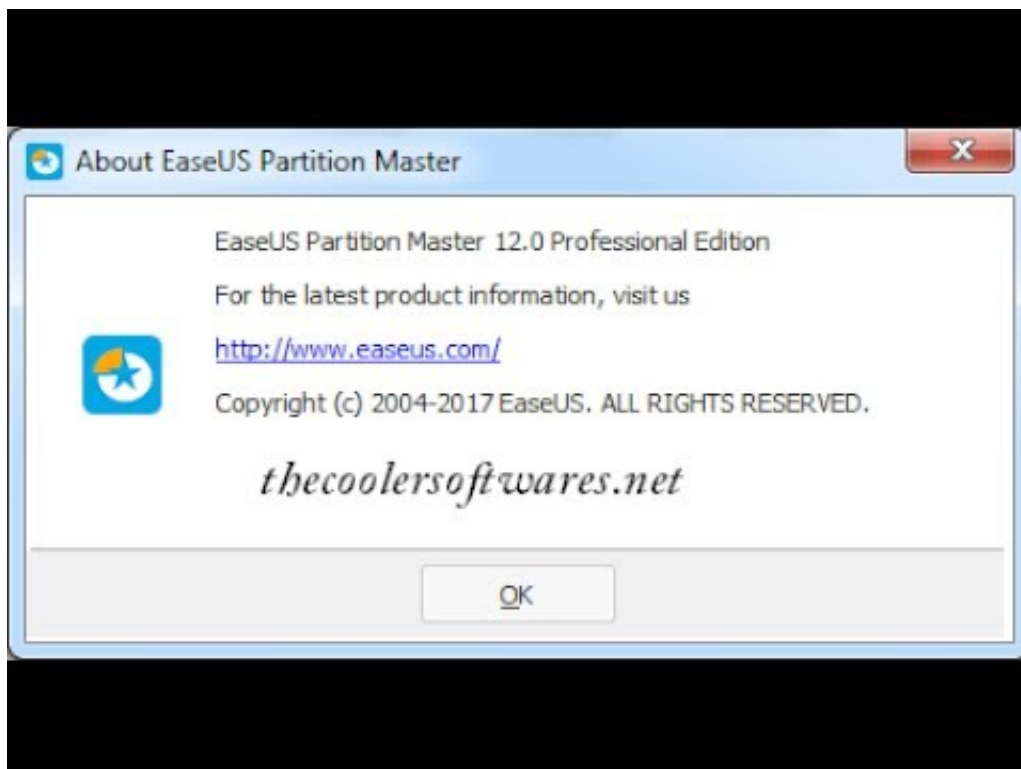 About EaseUS Partition Master
EaseUS Partition Master 12.0 Professional Edition
For the latest product information, visit us
http://www.easeus.com/
Copyright (c) 2004-2017 EaseUS. ALL RIGHTS RESERVED.
thecoolersoftwares.net
OK